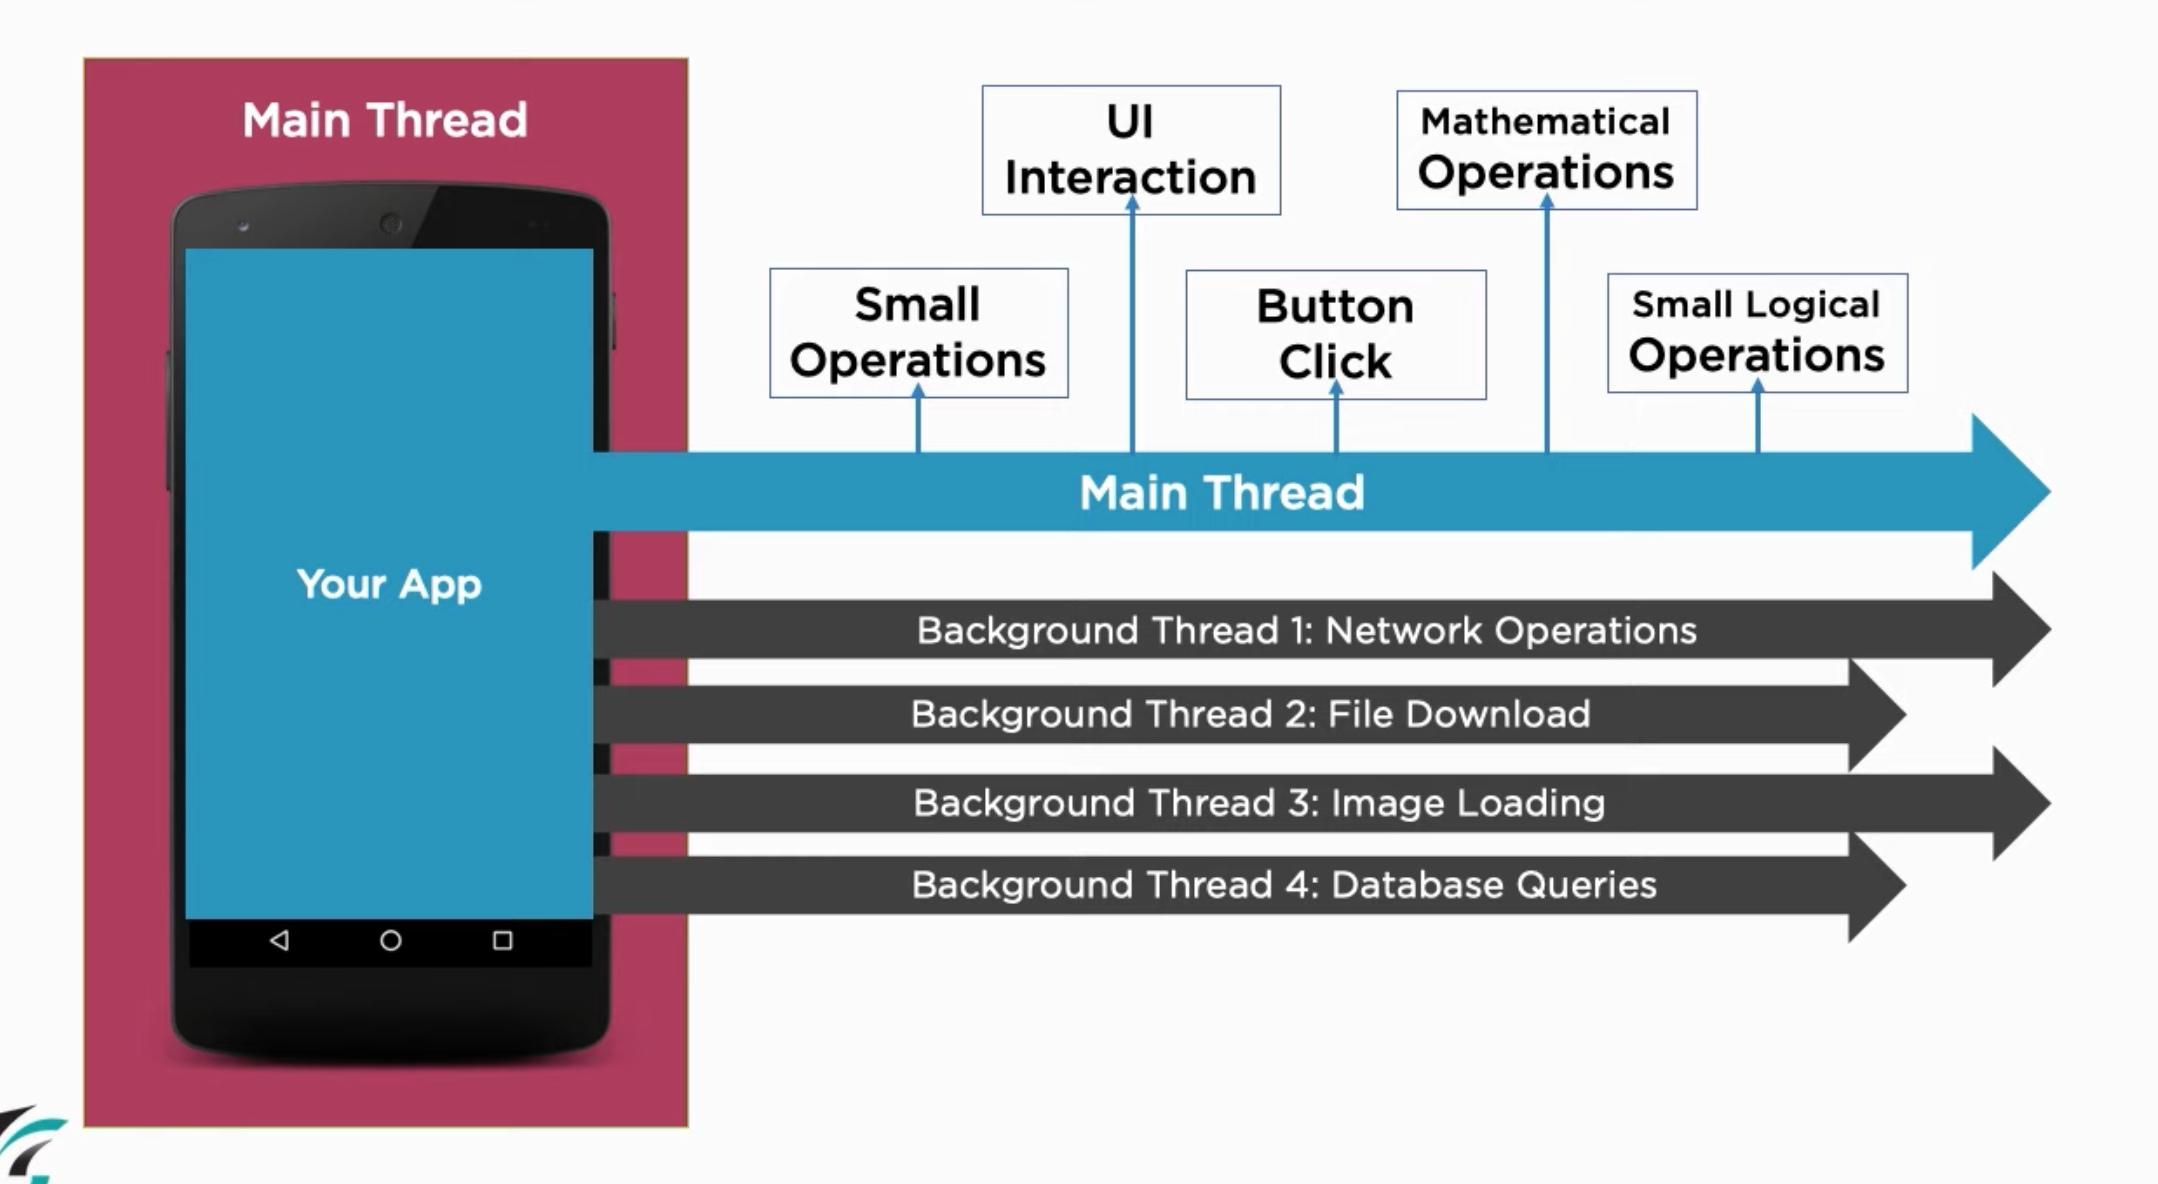 Main Thread
UI
Interaction
Mathematical
Operations
Small
Operations
Button
Click
Small Logical
Operations
Main Thread
Your App
Background Thread 1: Network Operations
Background Thread 2: File Download
Background Thread 3: Image Loading
Background Thread 4: Database Queries